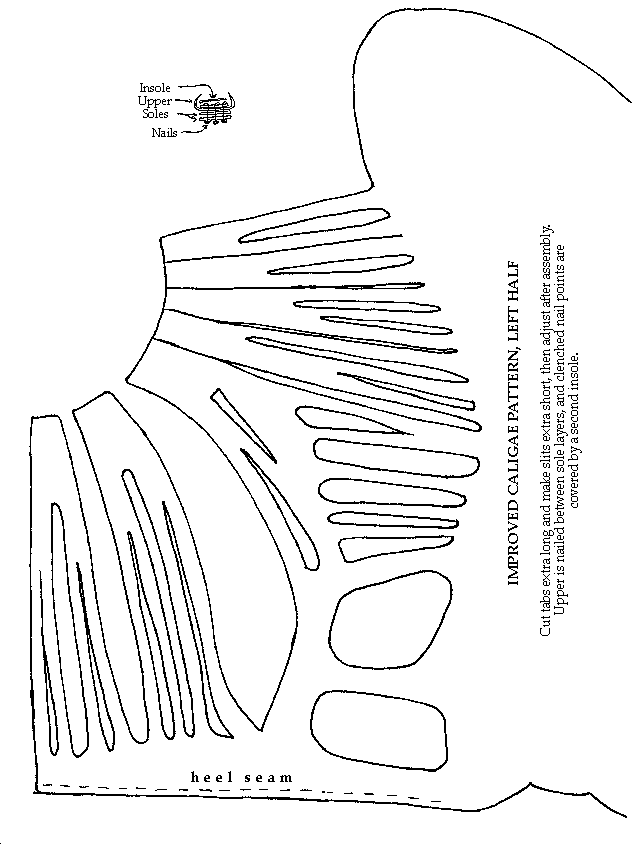 Insole
Upper
Soles
Nails
IMPROVED CALIGAE PATTERN, LEFT HALF
Cut tabs extra long and make slits extra short, then adjust after assembly.
Upper is nailed between sole layers, and clenched nail points are
covered by a second insole.
heel seam